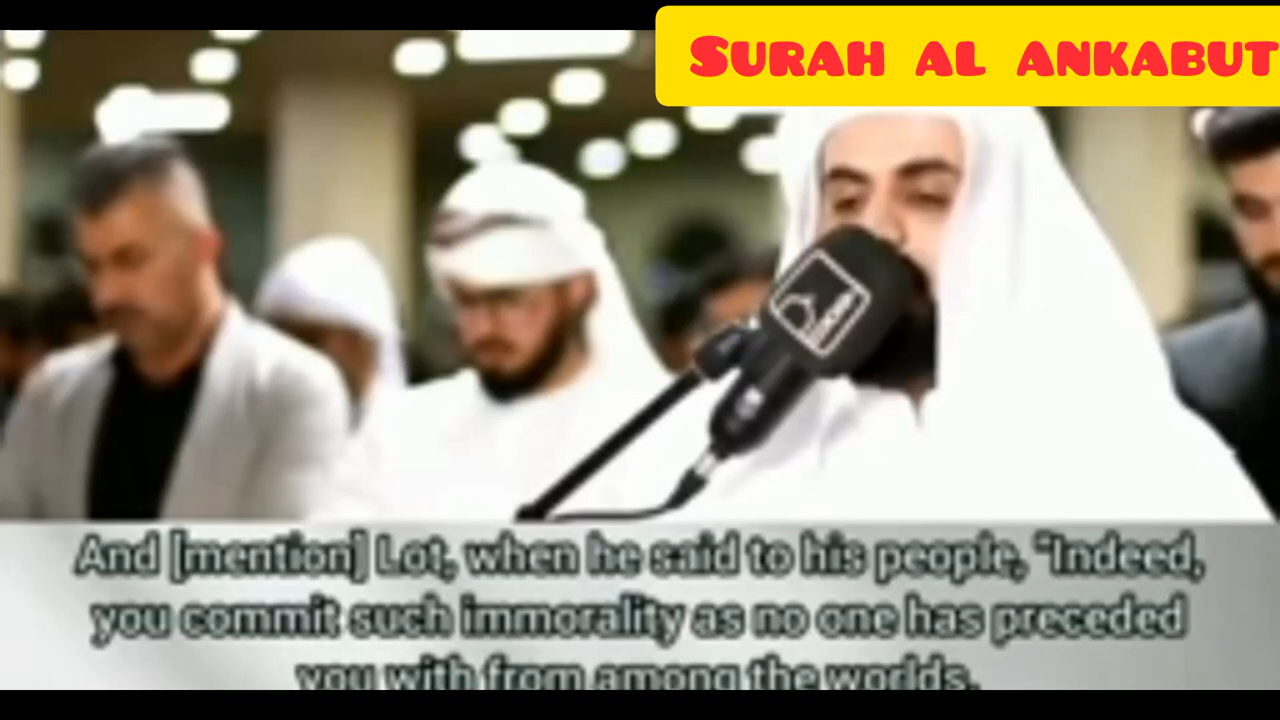 SURAH AL ANKABUT
And [mention] Lot, when he said to his people, "Indeed,
you commit such immorality as no one has preceded
you with from among the worlds.